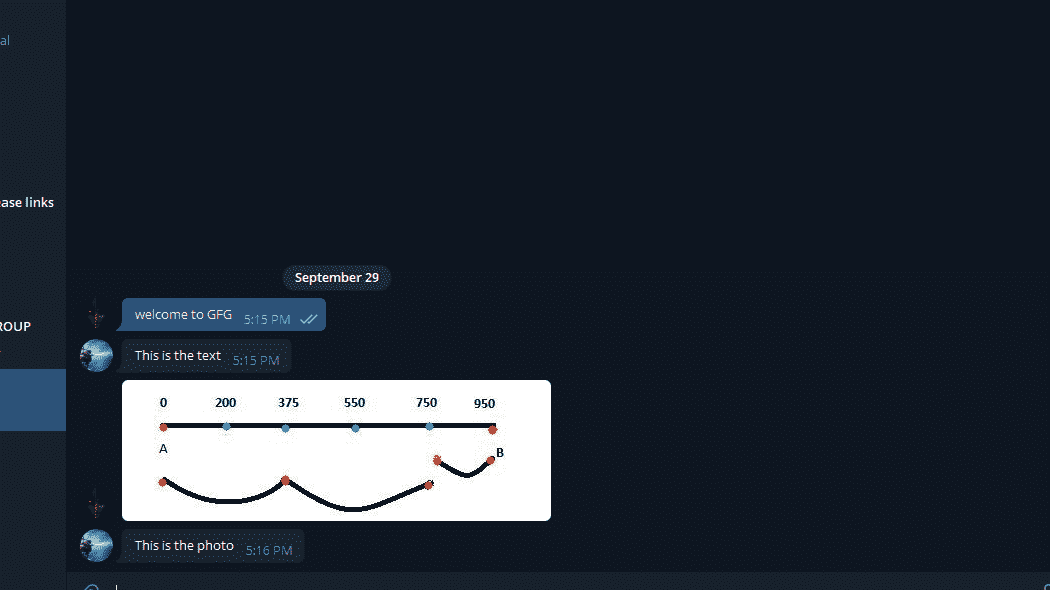 al
ase links
ROUP
September 29
welcome to GFG 5:15 PM
This is the text 5:15 PM
0 200 375 550 750 950
A
B
This is the photo 5:16 PM